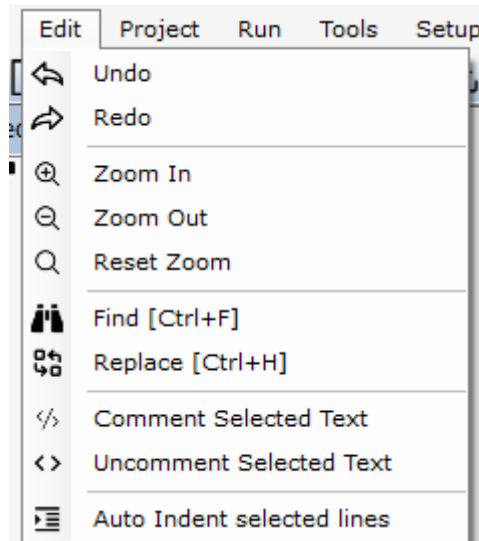 Edit Project Run Tools Setup
Undo
Redo
Zoom In
Zoom Out
Reset Zoom
Find [Ctrl+F]
Replace [Ctrl+H]
Comment Selected Text
Uncomment Selected Text
Auto Indent selected lines